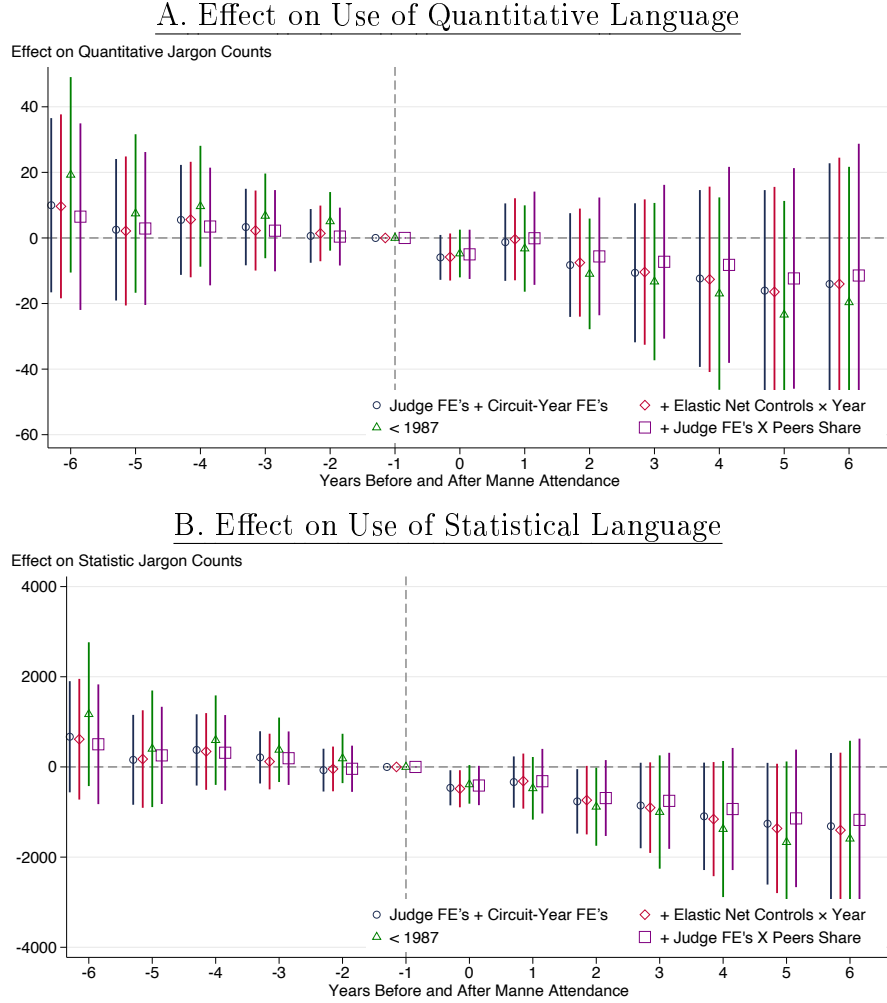 A. Effect on Use of Quantitative Language
Effect on Quantitative Jargon Counts
40
20
0
-20
-40
-60
Judge FE's + Circuit-Year FE's
+ Elastic Net Controls × Year
< 1987
+ Judge FE's X Peers Share
-6 -5 -4 -3 -2 -1 0 1 2 3 4 5 6
Years Before and After Manne Attendance
B. Effect on Use of Statistical Language
Effect on Statistic Jargon Counts
4000
2000
0
-2000
-4000
Judge FE's + Circuit-Year FE's
+ Elastic Net Controls × Year
< 1987
+ Judge FE's X Peers Share
-6 -5 -4 -3 -2 -1 0 1 2 3 4 5 6
Years Before and After Manne Attendance